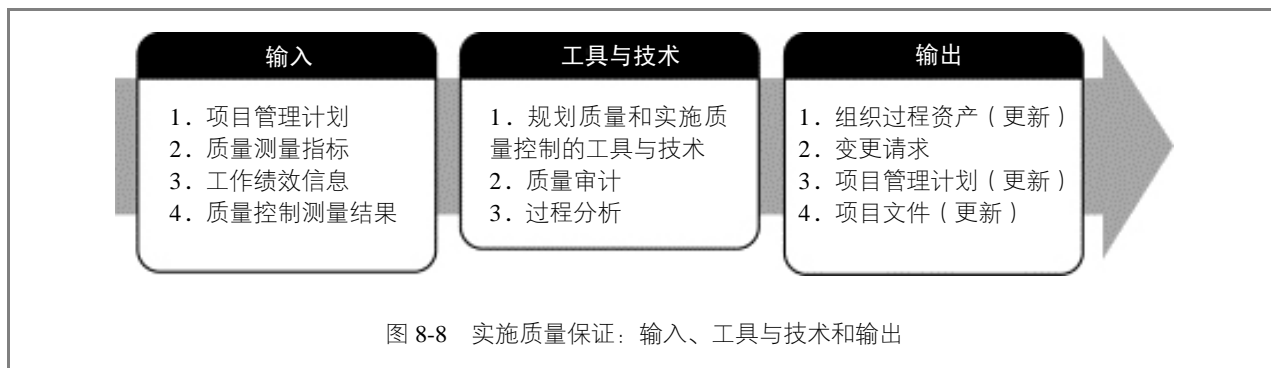 输入
1．项目管理计划
2．质量测量指标
3．工作绩效信息
4．质量控制测量结果
工具与技术
1．规划质量和实施质
量控制的工具与技术
2．质量审计
3．过程分析
输出
1．组织过程资产（更新）
2．变更请求
3．项目管理计划（更新）
4．项目文件（更新）
图 8-8 实施质量保证：输入、工具与技术和输出